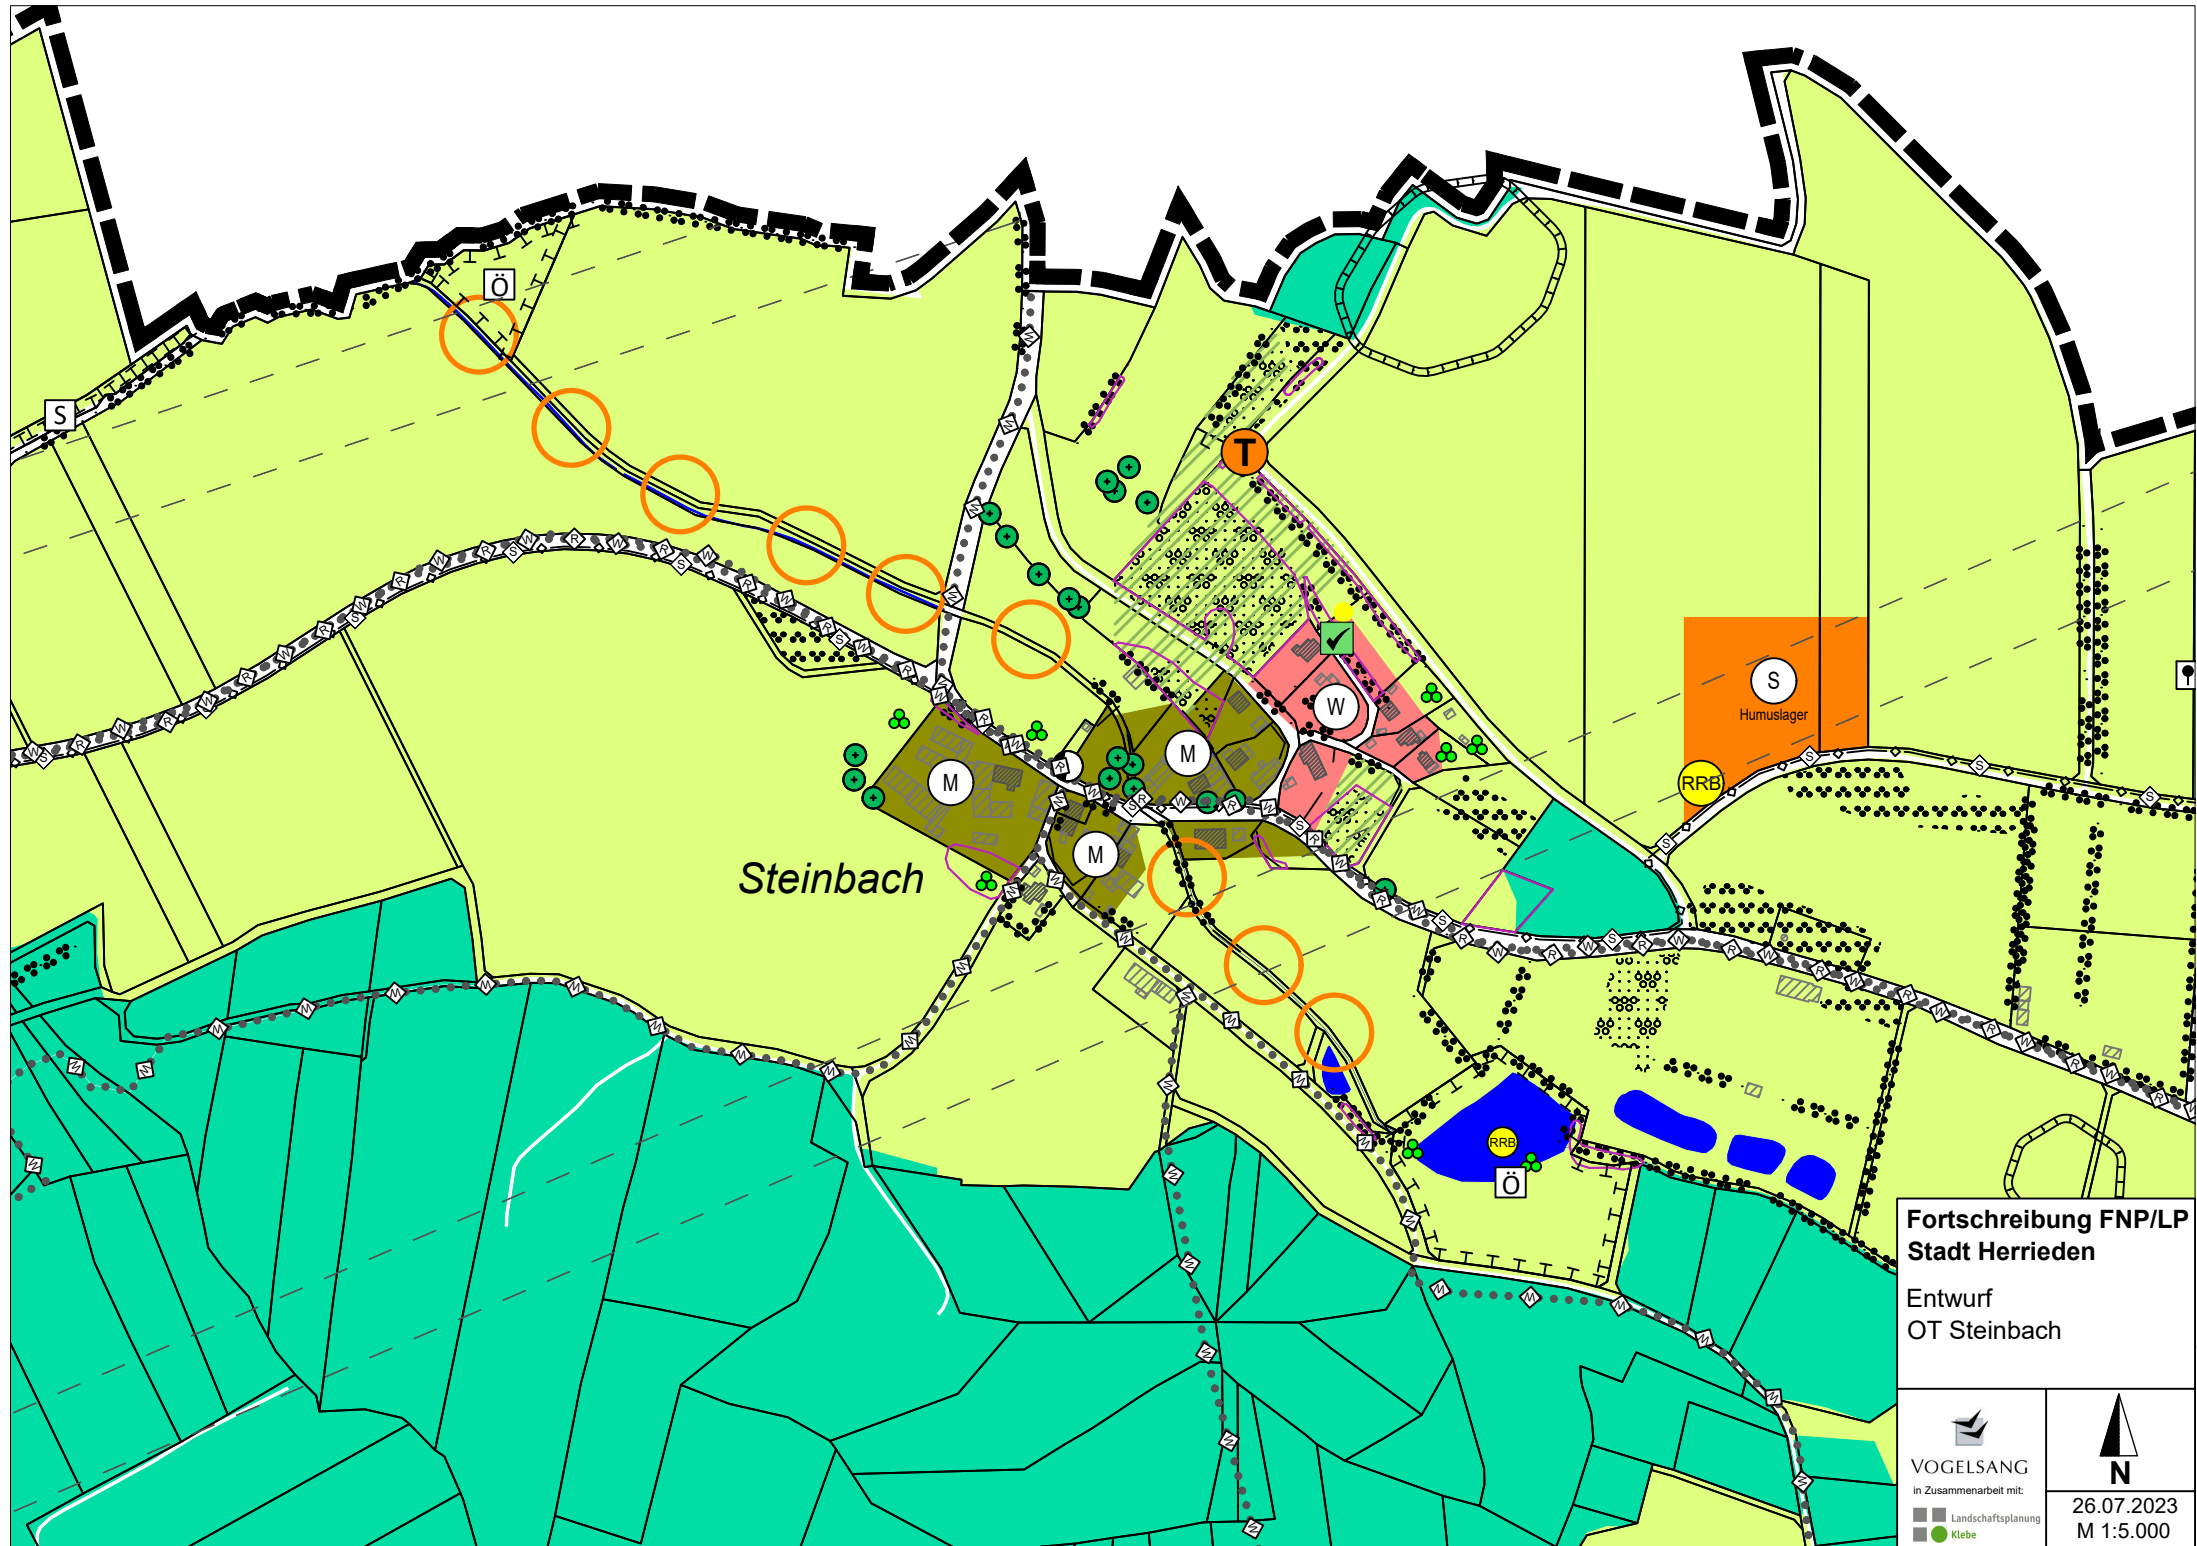 Ö
S
T
W
S
Humuslager
RRB
M
M
M
Steinbach
RRB
Ö
Fortschreibung FNP/LP
Stadt Herrieden
Entwurf
OT Steinbach
VOGELSANG
in Zusammenarbeit mit:
Landschaftsplanung
Klebe
N
26.07.2023
M 1:5.000